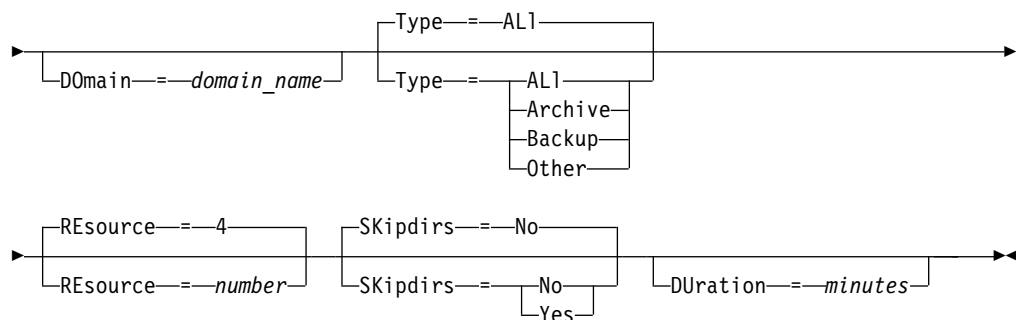 Type = ALl
DOmain = domain_name Type = ALl
Archive
Backup
Other
REsource = 4 SKipdirs = No
REsource = number SKipdirs = No DUration = minutes
Yes